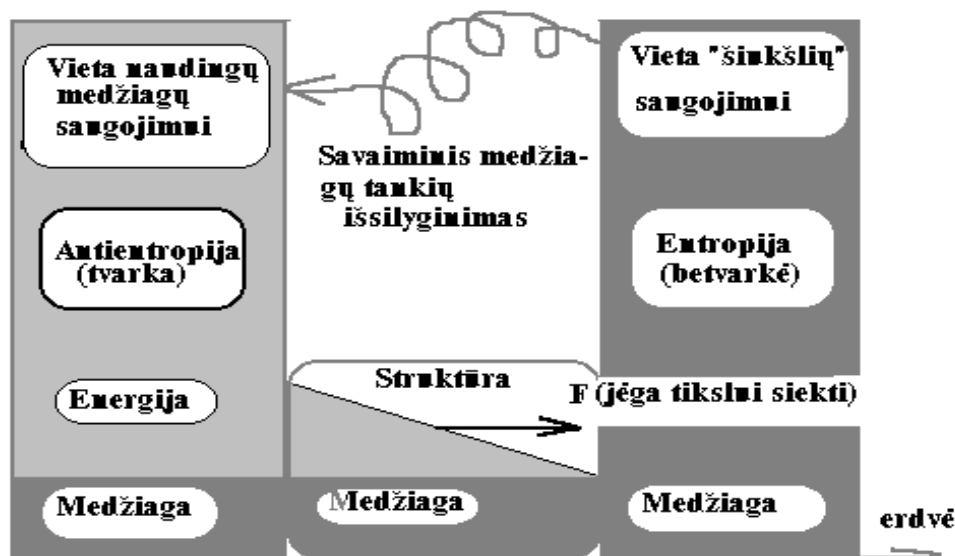 Vieta naudingų
medžiagų
saugojimui
Antientropija
(tvarka)
Energija
Medžiaga
Savaiminis medžia-
gų tankių
išsilyginimas
Struktūra
F (jėga tikslui siekti)
Medžiaga
Vieta "šiukšlių"
saugojimui
Entropija
(betvarkė)
Medžiaga
erdvė